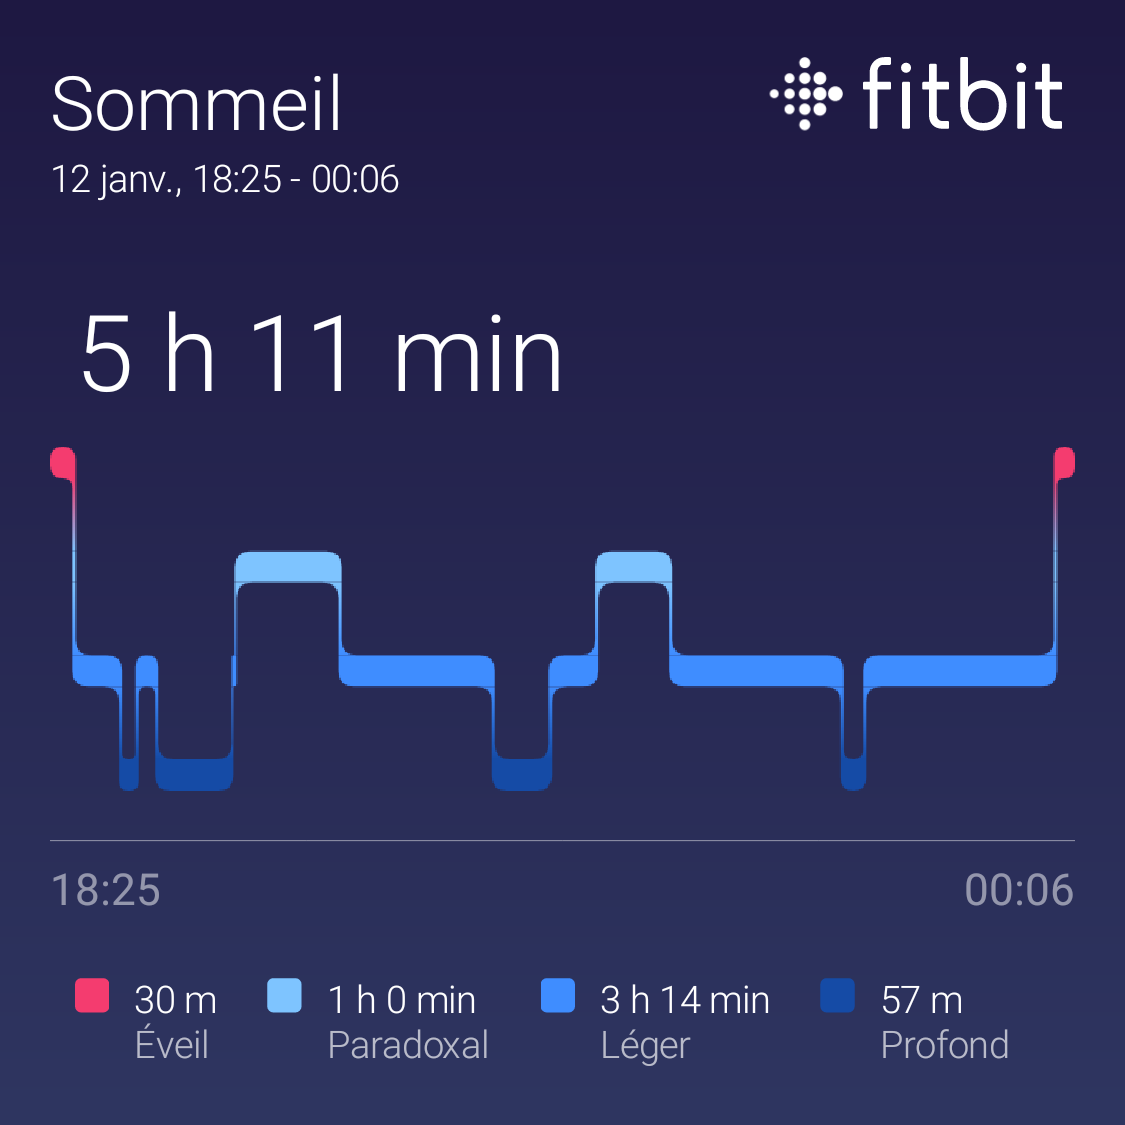 Sommeil
fitbit
12 janv., 18:25 - 00:06
5 h 11 min
18:25
00:06
30 m
1 h 0 min
3 h 14 min
57 m
Éveil
Paradoxal
Léger
Profond